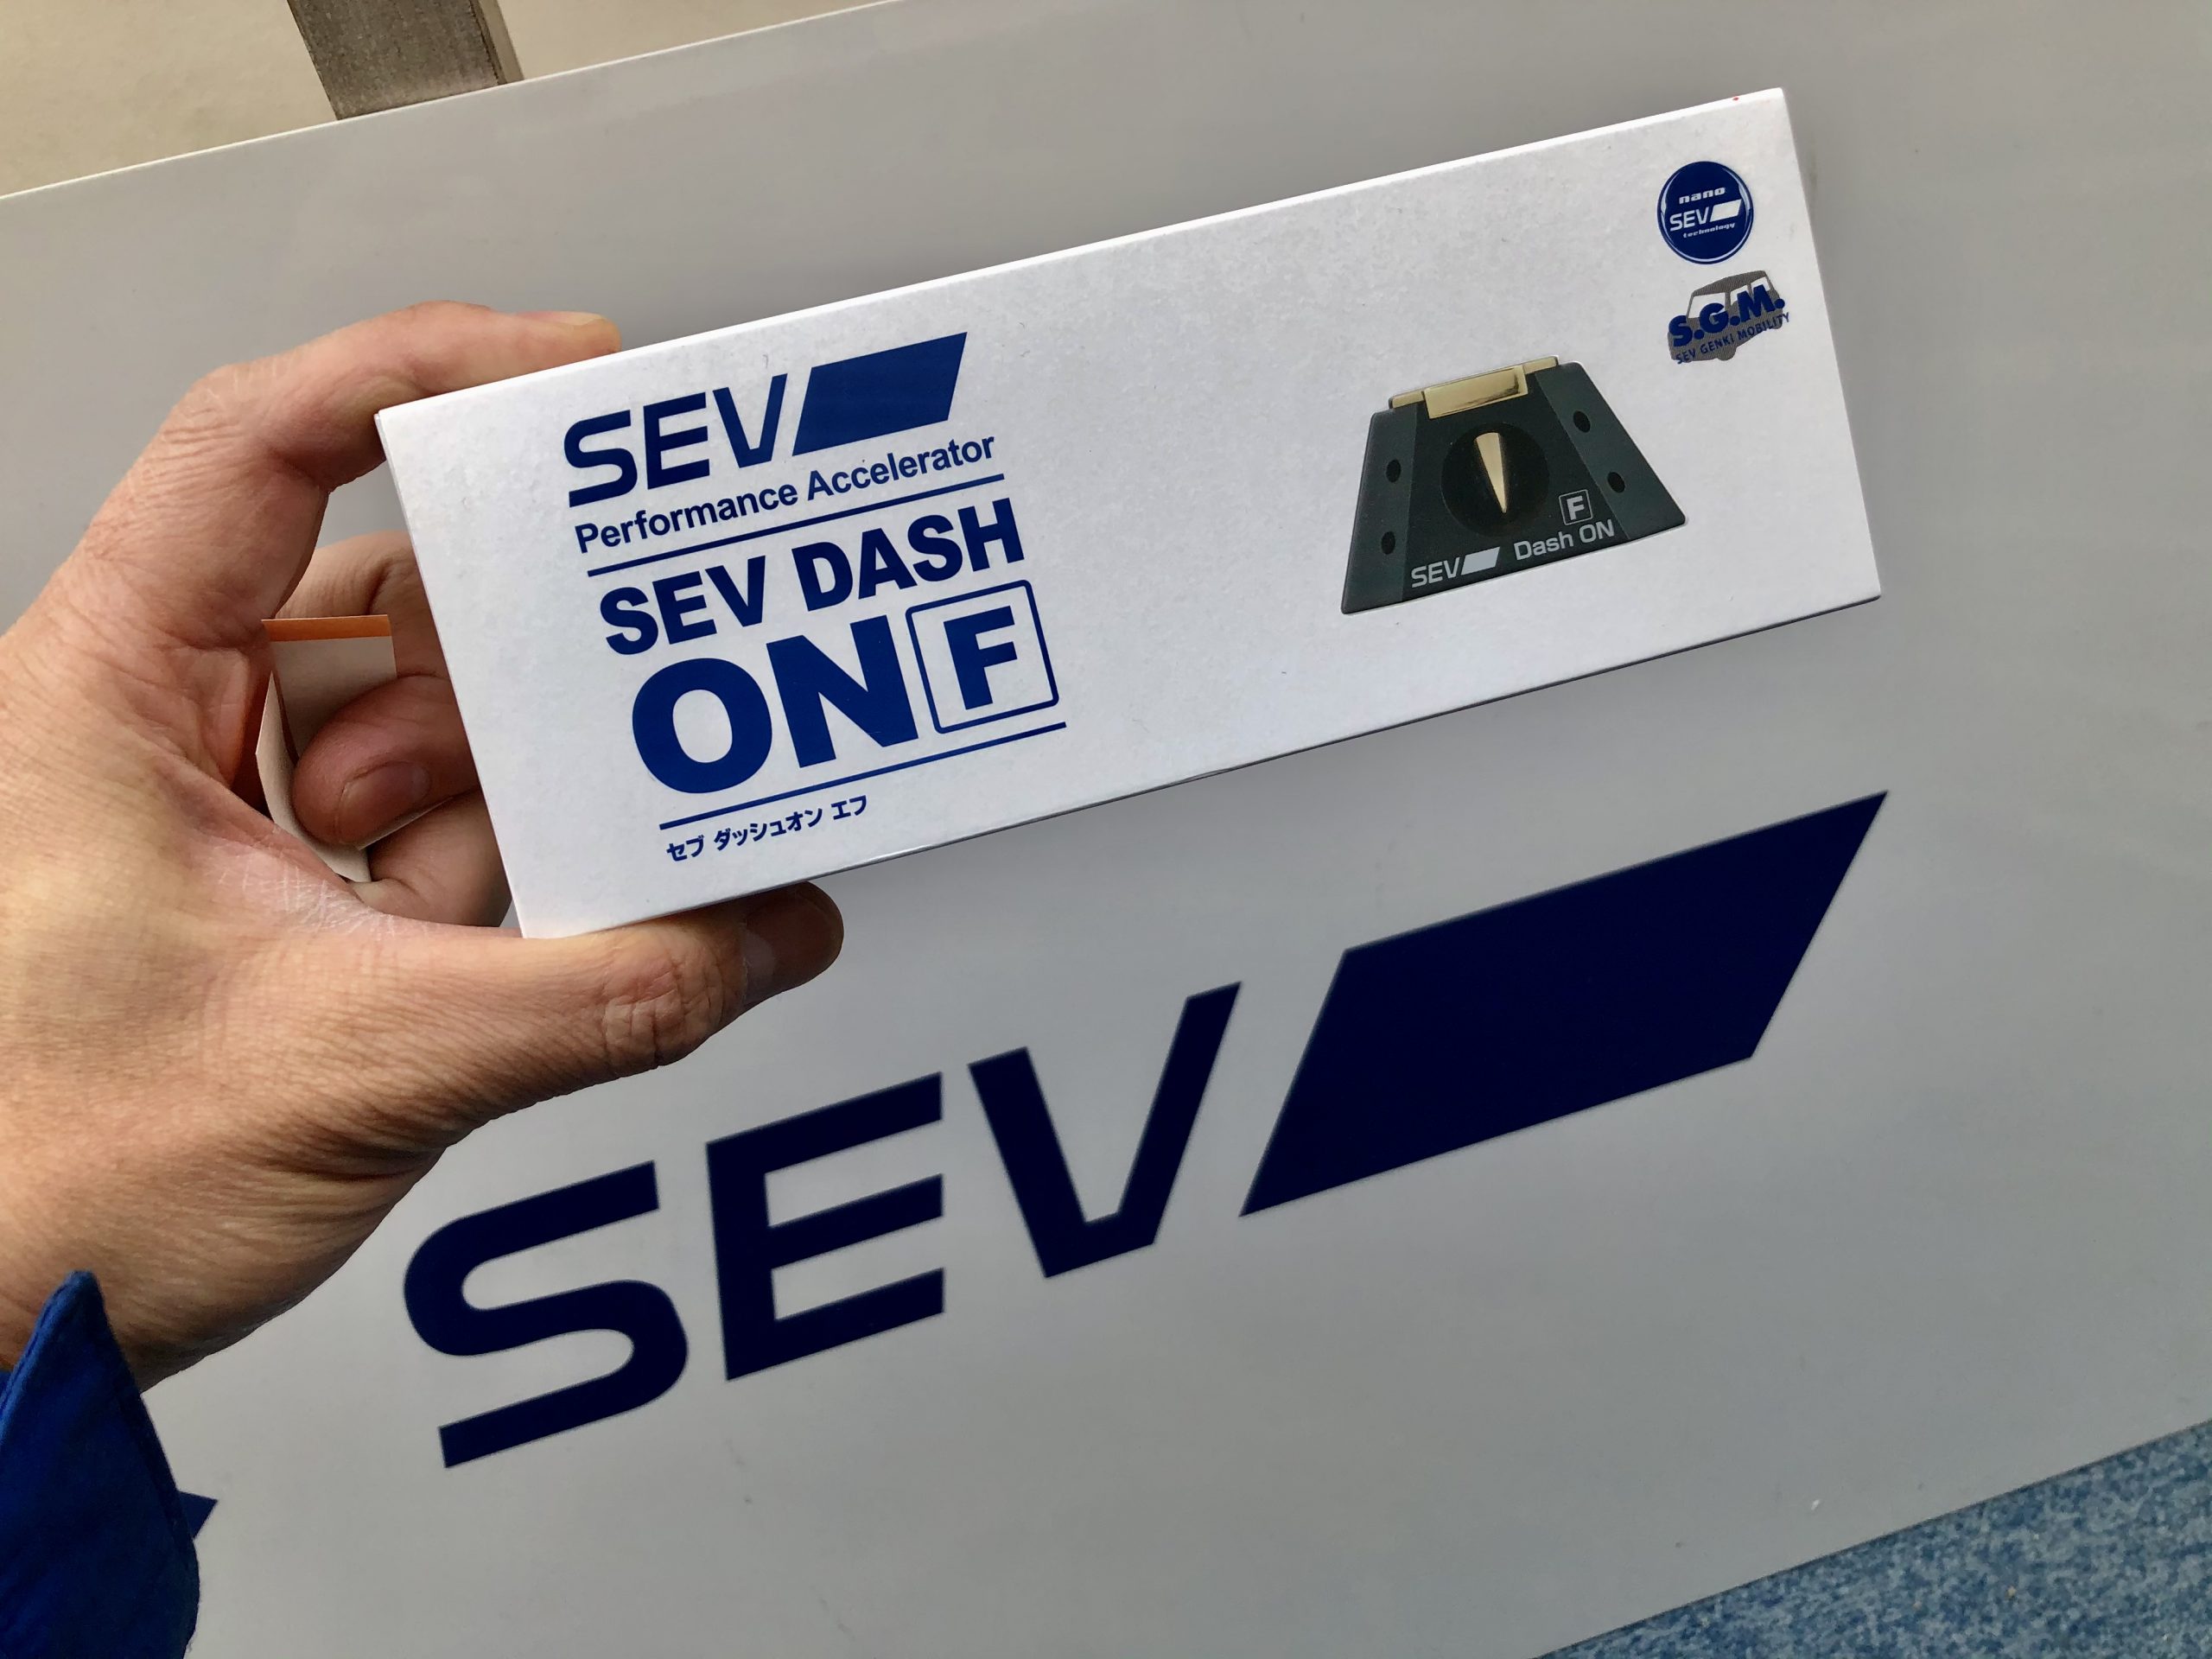 SEV
Performance Accelerator
SEV DASH
ON F
セブ ダッシュオン エフ
nano
SEV
technology
S.G.M.
SEV GENKI MOBILITY
F
SEV Dash ON
SEV